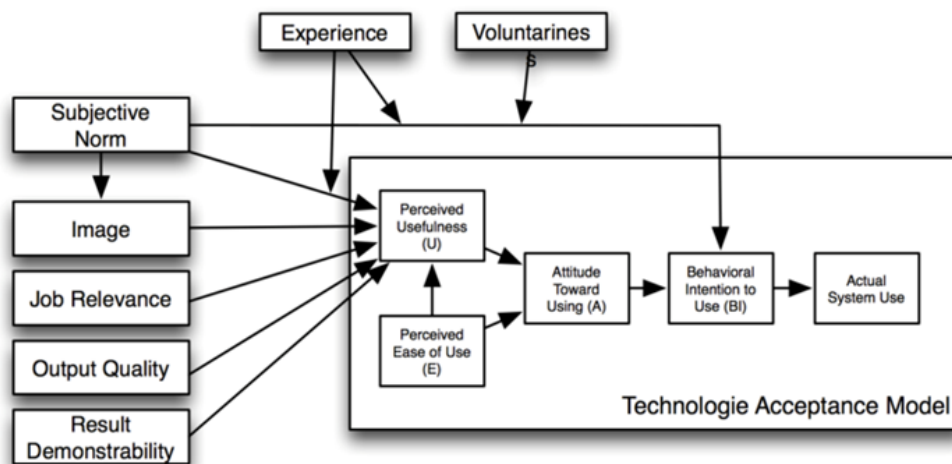 Experience
Voluntarines
s
Subjective
Norm
Image
Job Relevance
Output Quality
Result
Demonstrability
Perceived
Usefulness
(U)
Perceived
Ease of Use
(E)
Attitude
Toward
Using (A)
Behavioral
Intention to
Use (BI)
Actual
System Use
Technologie Acceptance Model